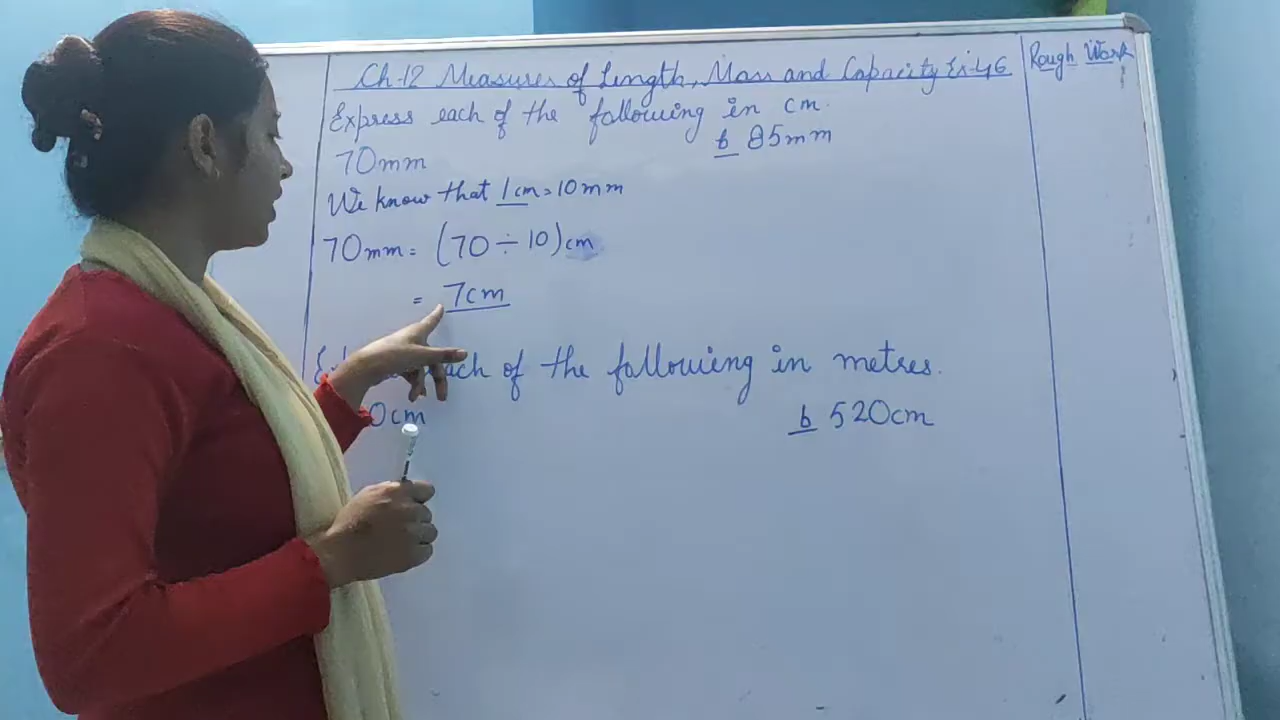 Ch-12 Measures of Length, Mass and Capacity Ex-46
Rough Work
Express each of the following in cm.
70mm
b 85mm
We know that 1cm = 10mm
70mm = (70 ÷ 10)cm
= 7cm
each of the following in metres.
0cm
b 520cm